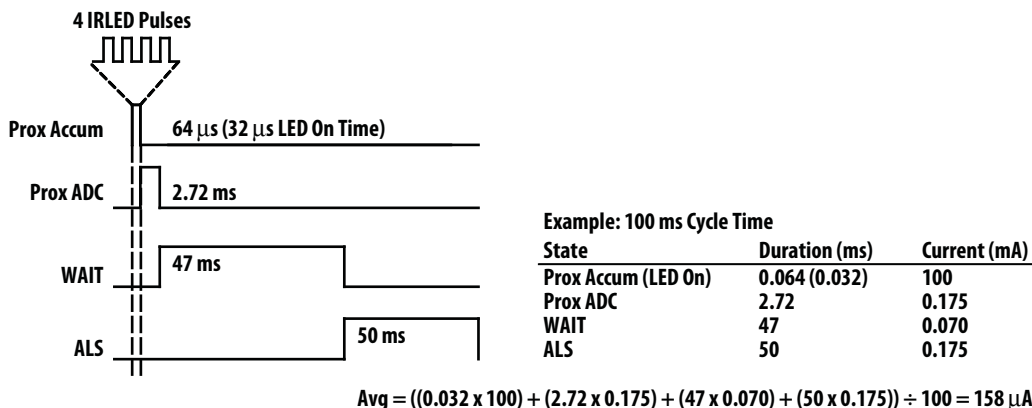 4 IRLED Pulses
Prox Accum
64 μs (32 μs LED On Time)
Prox ADC
2.72 ms
WAIT
47 ms
ALS
50 ms
Example: 100 ms Cycle Time
State Duration (ms) Current (mA)
Prox Accum (LED On) 0.064 (0.032) 100
Prox ADC 2.72 0.175
WAIT 47 0.070
ALS 50 0.175
Avg = ((0.032 x 100) + (2.72 x 0.175) + (47 x 0.070) + (50 x 0.175)) ÷ 100 = 158 μA